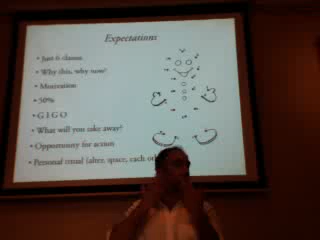 Expectations
• Just 6 classes
• Why this, why now?
• Motivation
• 50%
• G I G O
• What will you take away?
• Opportunity for action
• Personal ritual (alter, space, each